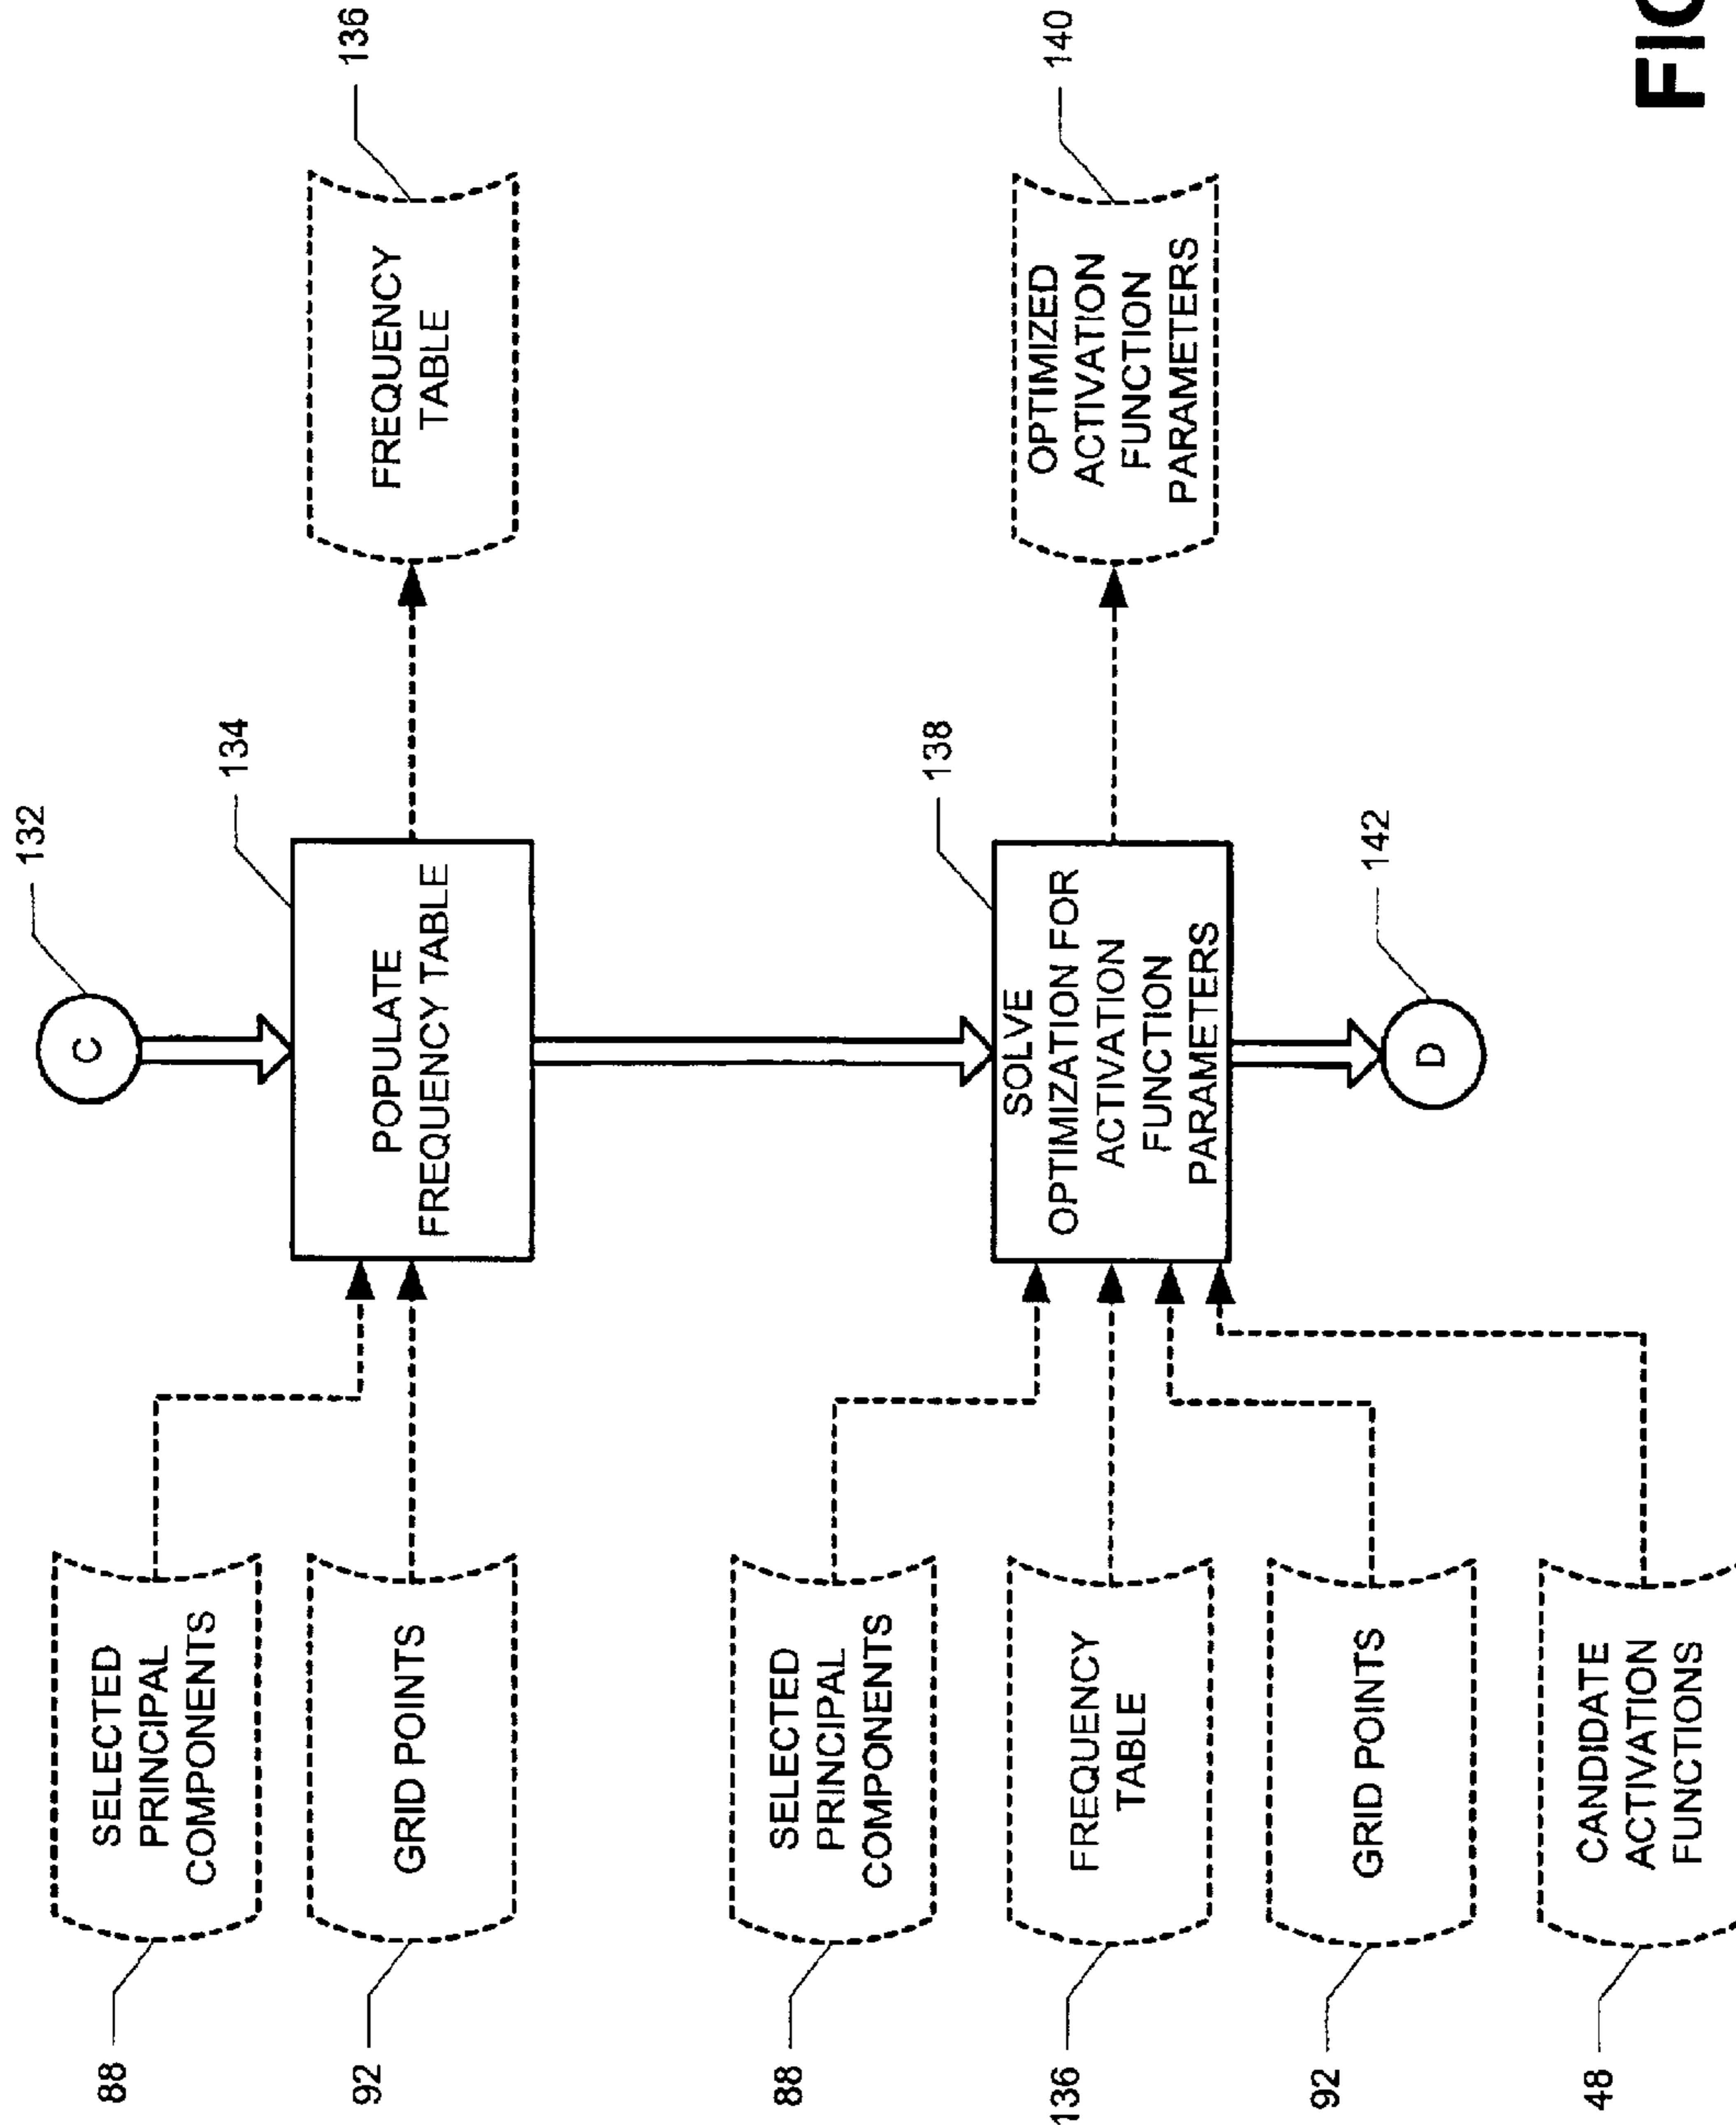 132
C
88
SELECTED
PRINCIPAL
COMPONENTS
134
POPULATE
FREQUENCY TABLE
136
FREQUENCY
TABLE
92
GRID POINTS
88
SELECTED
PRINCIPAL
COMPONENTS
138
SOLVE
OPTIMIZATION FOR
ACTIVATION
FUNCTION
PARAMETERS
140
OPTIMIZED
ACTIVATION
FUNCTION
PARAMETERS
136
FREQUENCY
TABLE
92
GRID POINTS
142
D
48
CANDIDATE
ACTIVATION
FUNCTIONS